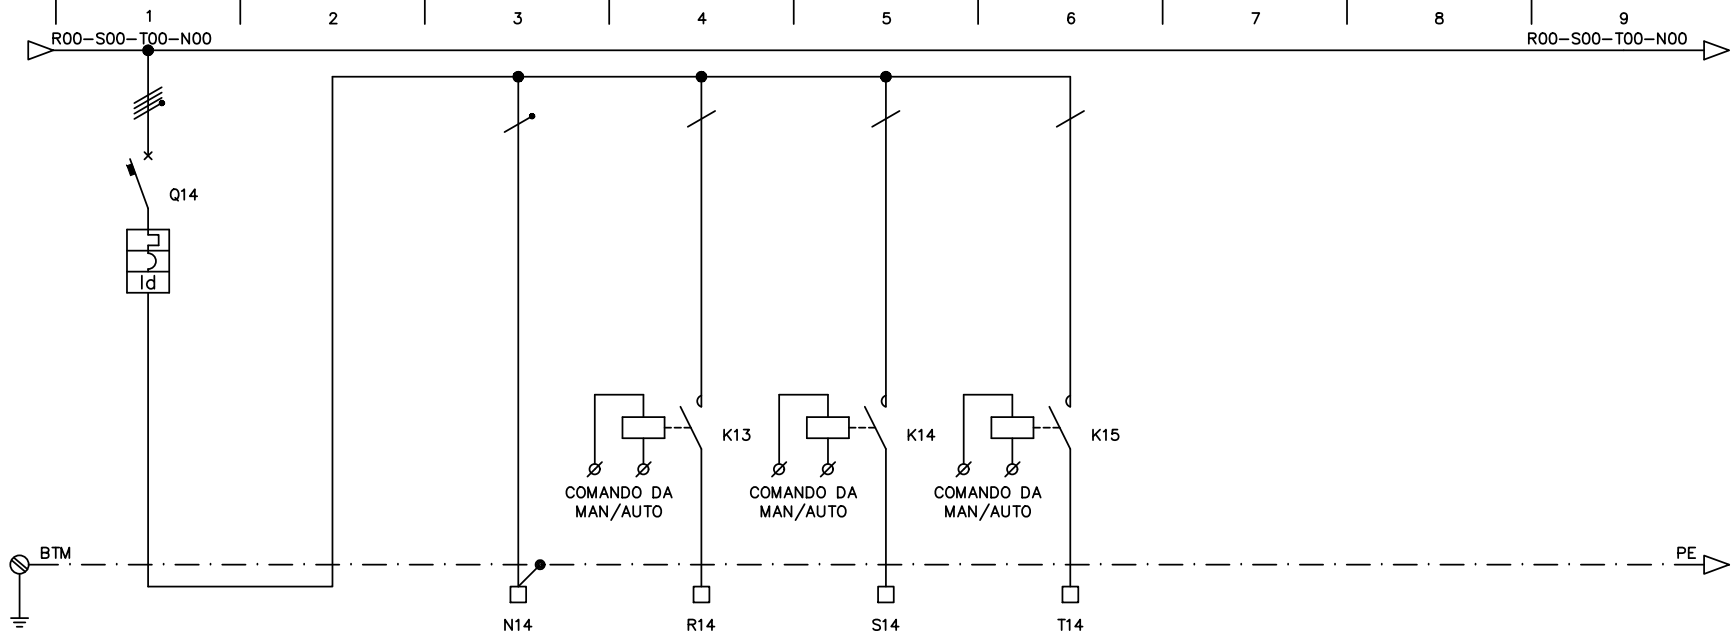 1 2 3 4 5 6 7 8 9
R00-S00-T00-N00 R00-S00-T00-N00
Q14
Id
K13 K14 K15
COMANDO DA COMANDO DA COMANDO DA
MAN/AUTO MAN/AUTO MAN/AUTO
BTM PE
N14 R14 S14 T14